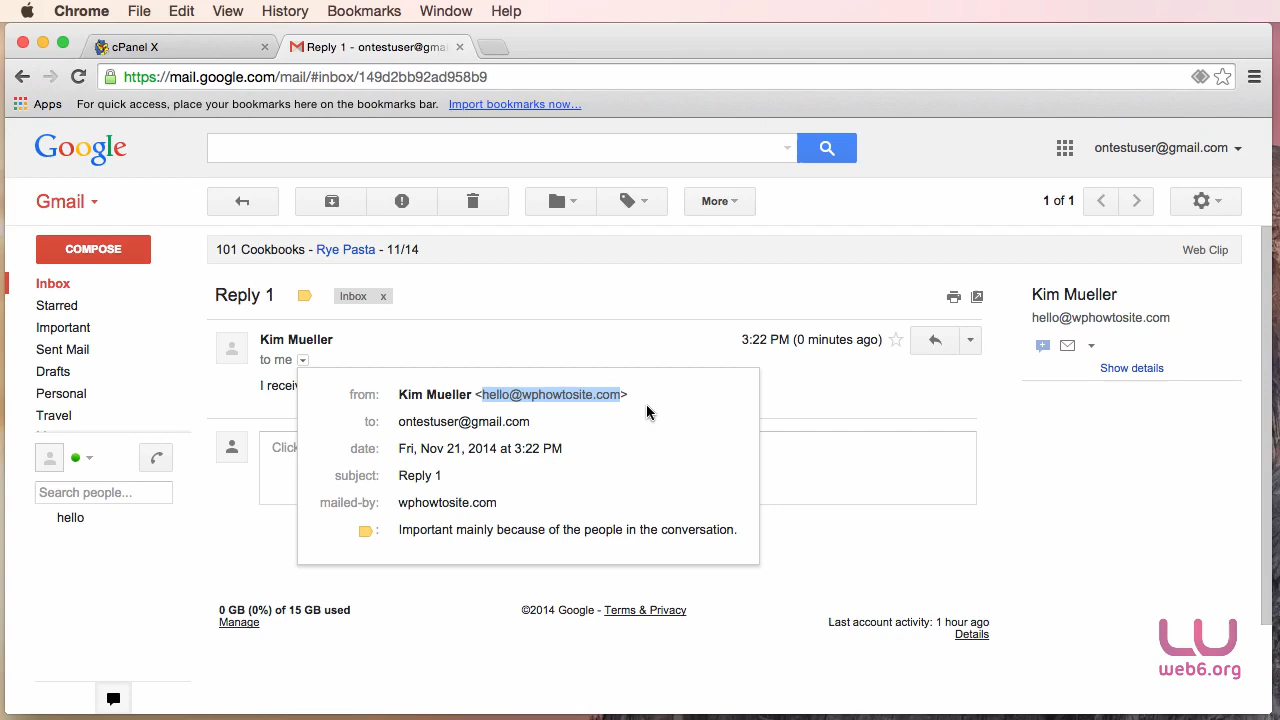 Chrome File Edit View History Bookmarks Window Help
cPanel X × Reply 1 - ontestuser@gmai ×
https://mail.google.com/mail/#inbox/149d2bb92ad958b9
Apps For quick access, place your bookmarks here on the bookmarks bar. Import bookmarks now...
Google ontestuser@gmail.com
Gmail More 1 of 1
COMPOSE 101 Cookbooks - Rye Pasta - 11/14 Web Clip
Inbox
Starred
Important
Sent Mail
Drafts
Personal
Travel
Search people...
hello
Reply 1 Inbox x
Kim Mueller 3:22 PM (0 minutes ago)
to me
I receiv
from: Kim Mueller <hello@wphowtosite.com>
to: ontestuser@gmail.com
date: Fri, Nov 21, 2014 at 3:22 PM
subject: Reply 1
mailed-by: wphowtosite.com
: Important mainly because of the people in the conversation.
Click
Kim Mueller
hello@wphowtosite.com
Show details
0 GB (0%) of 15 GB used
Manage
©2014 Google - Terms & Privacy
Last account activity: 1 hour ago
Details
web6.org